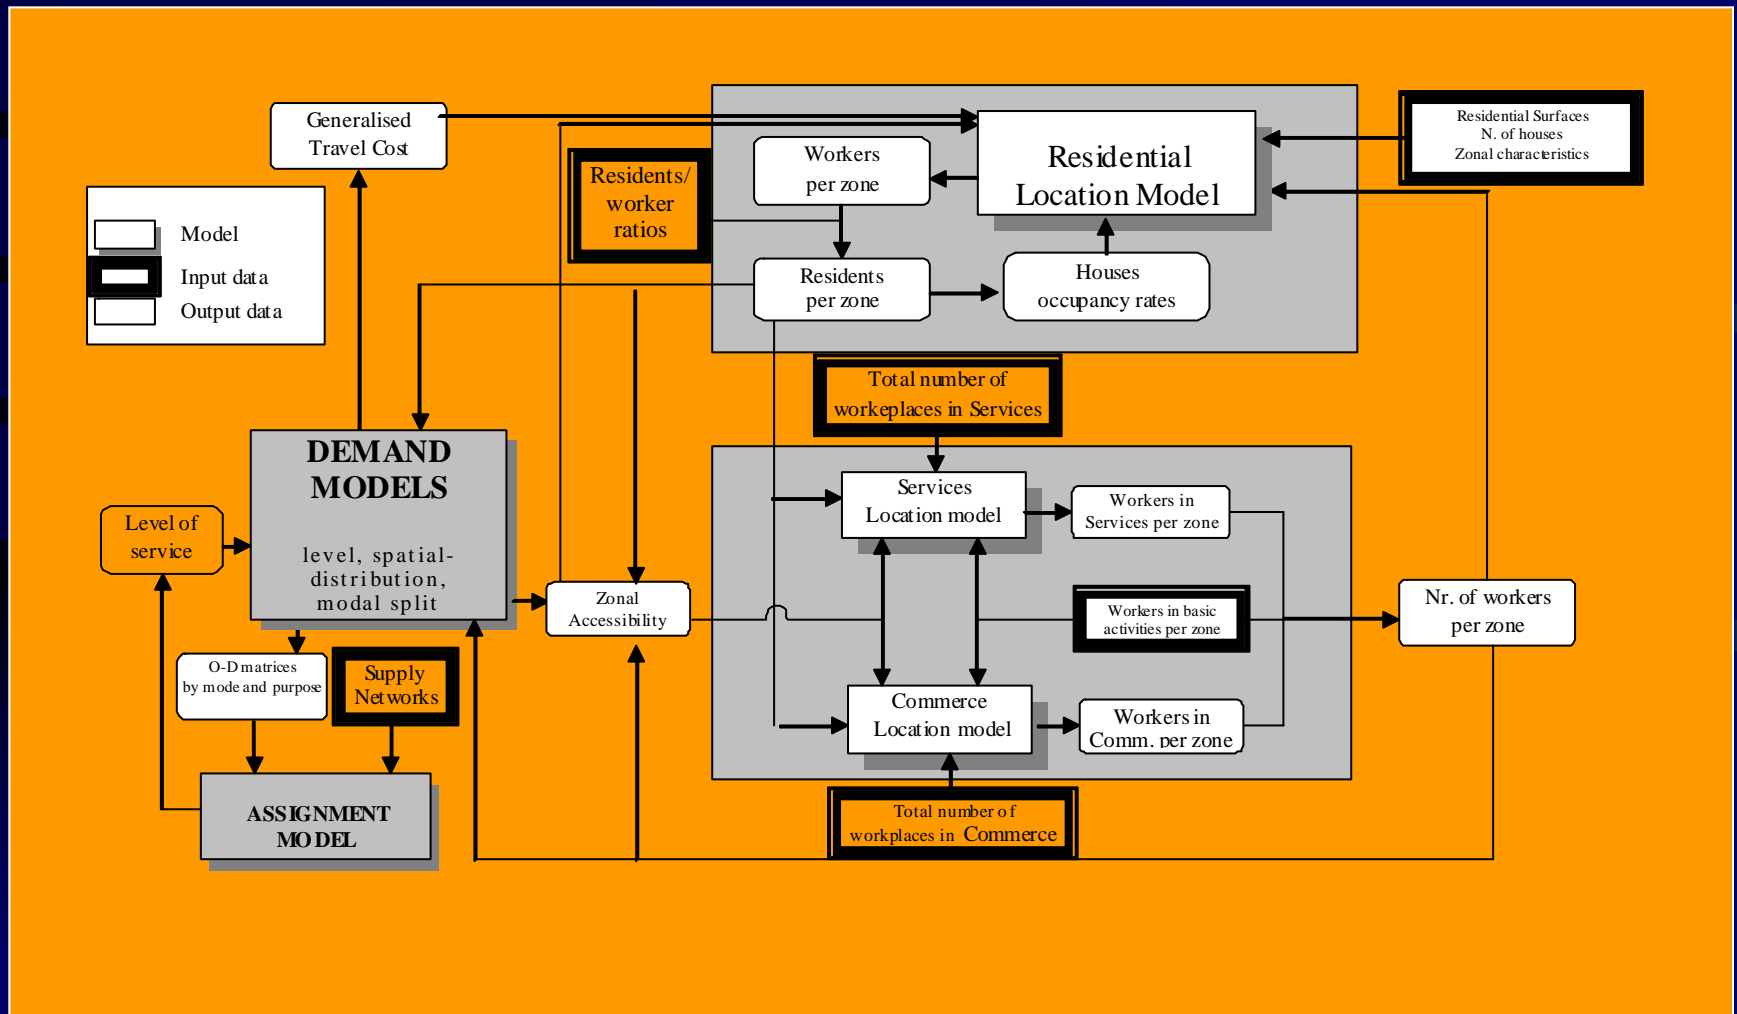 Generalised
Travel Cost
Residents/
worker
ratios
Workers
per zone
Residential
Location Model
Residential Surfaces
N. of houses
Zonal characteristics
Model
Input data
Output data
Residents
per zone
Houses
occupancy rates
Total number of
workeplaces in Services
DEMAND
MODELS
level, spatial-
distribution,
modal split
Level of
service
Services
Location model
Workers in
Services per zone
Zonal
Accessibility
Workers in basic
activities per zone
Nr. of workers
per zone
O-D matrices
by mode and purpose
Supply
Networks
Commerce
Location model
Workers in
Comm. per zone
ASSIGNMENT
MODEL
Total number of
workplaces in Commerce